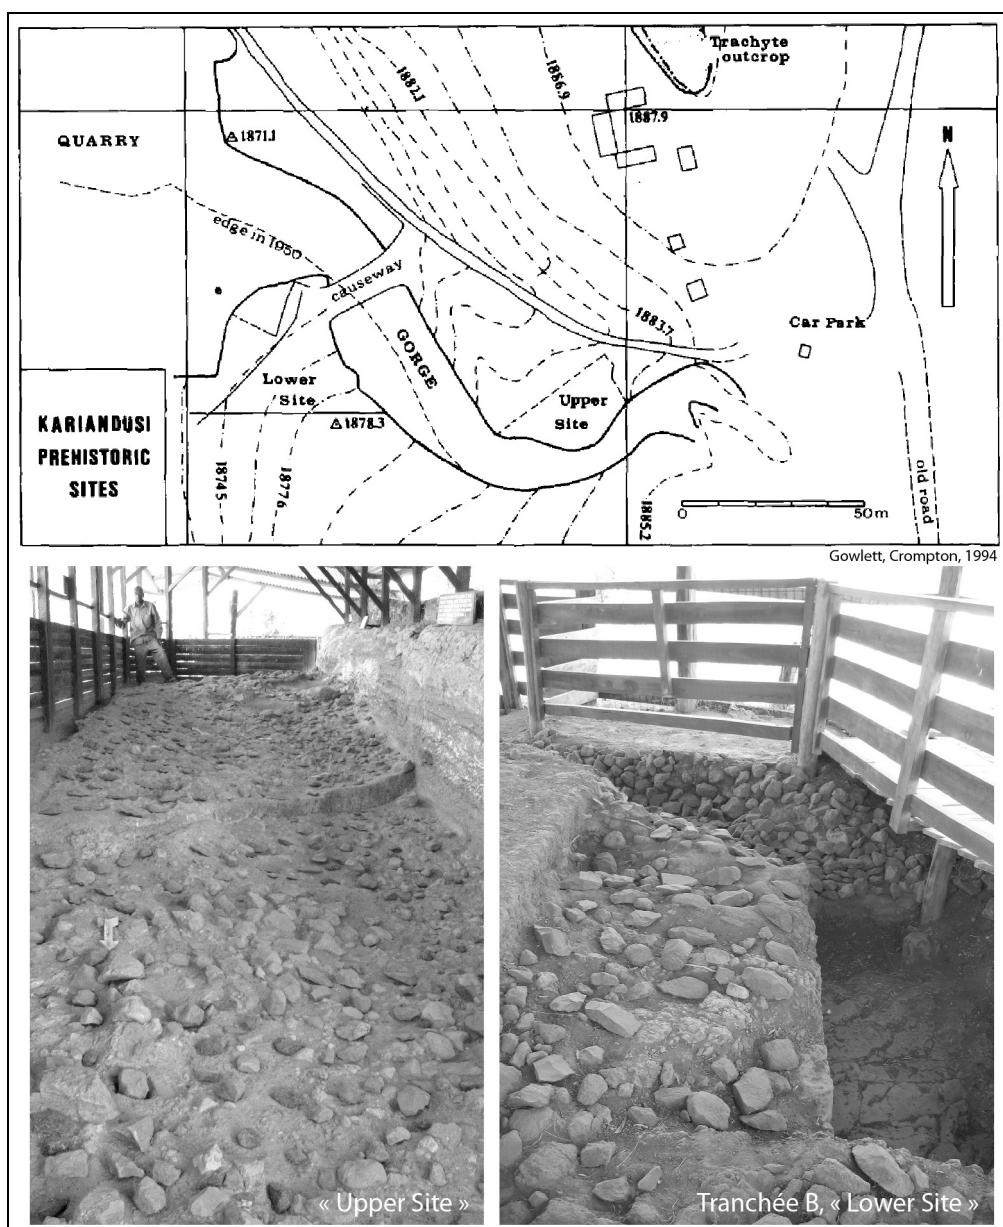 Trachyte
outcrop
1887.1
1886.9
1887.9
QUARRY
△1871.1
N
edge in 1950
causeway
GORGE
1883.7
Car Park
Lower
Site
Upper
Site
△1878.3
KARIANDUSI
PREHISTORIC
SITES
1874.5
1877.6
1885.2
old road
0 50m
Gowlett, Crompton, 1994
« Upper Site »
Tranchée B, « Lower Site »